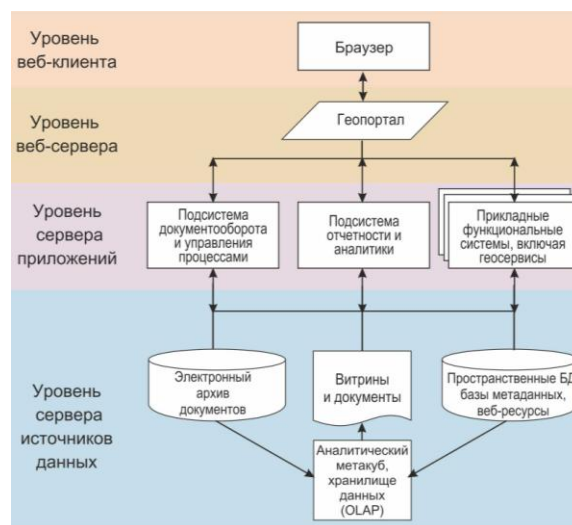 Уровень
веб-клиента
Браузер
Уровень
веб-сервера
Геопортал
Уровень
сервера
приложений
Подсистема
документооборота
и управления
процессами
Подсистема
отчетности и
аналитики
Прикладные
функциональные
системы, включая
геосервисы
Уровень
сервера
источников
данных
Электронный
архив
документов
Витрины
и документы
Пространственные БД,
базы метаданных,
веб-ресурсы
Аналитический
метакуб,
хранилище
данных
(OLAP)